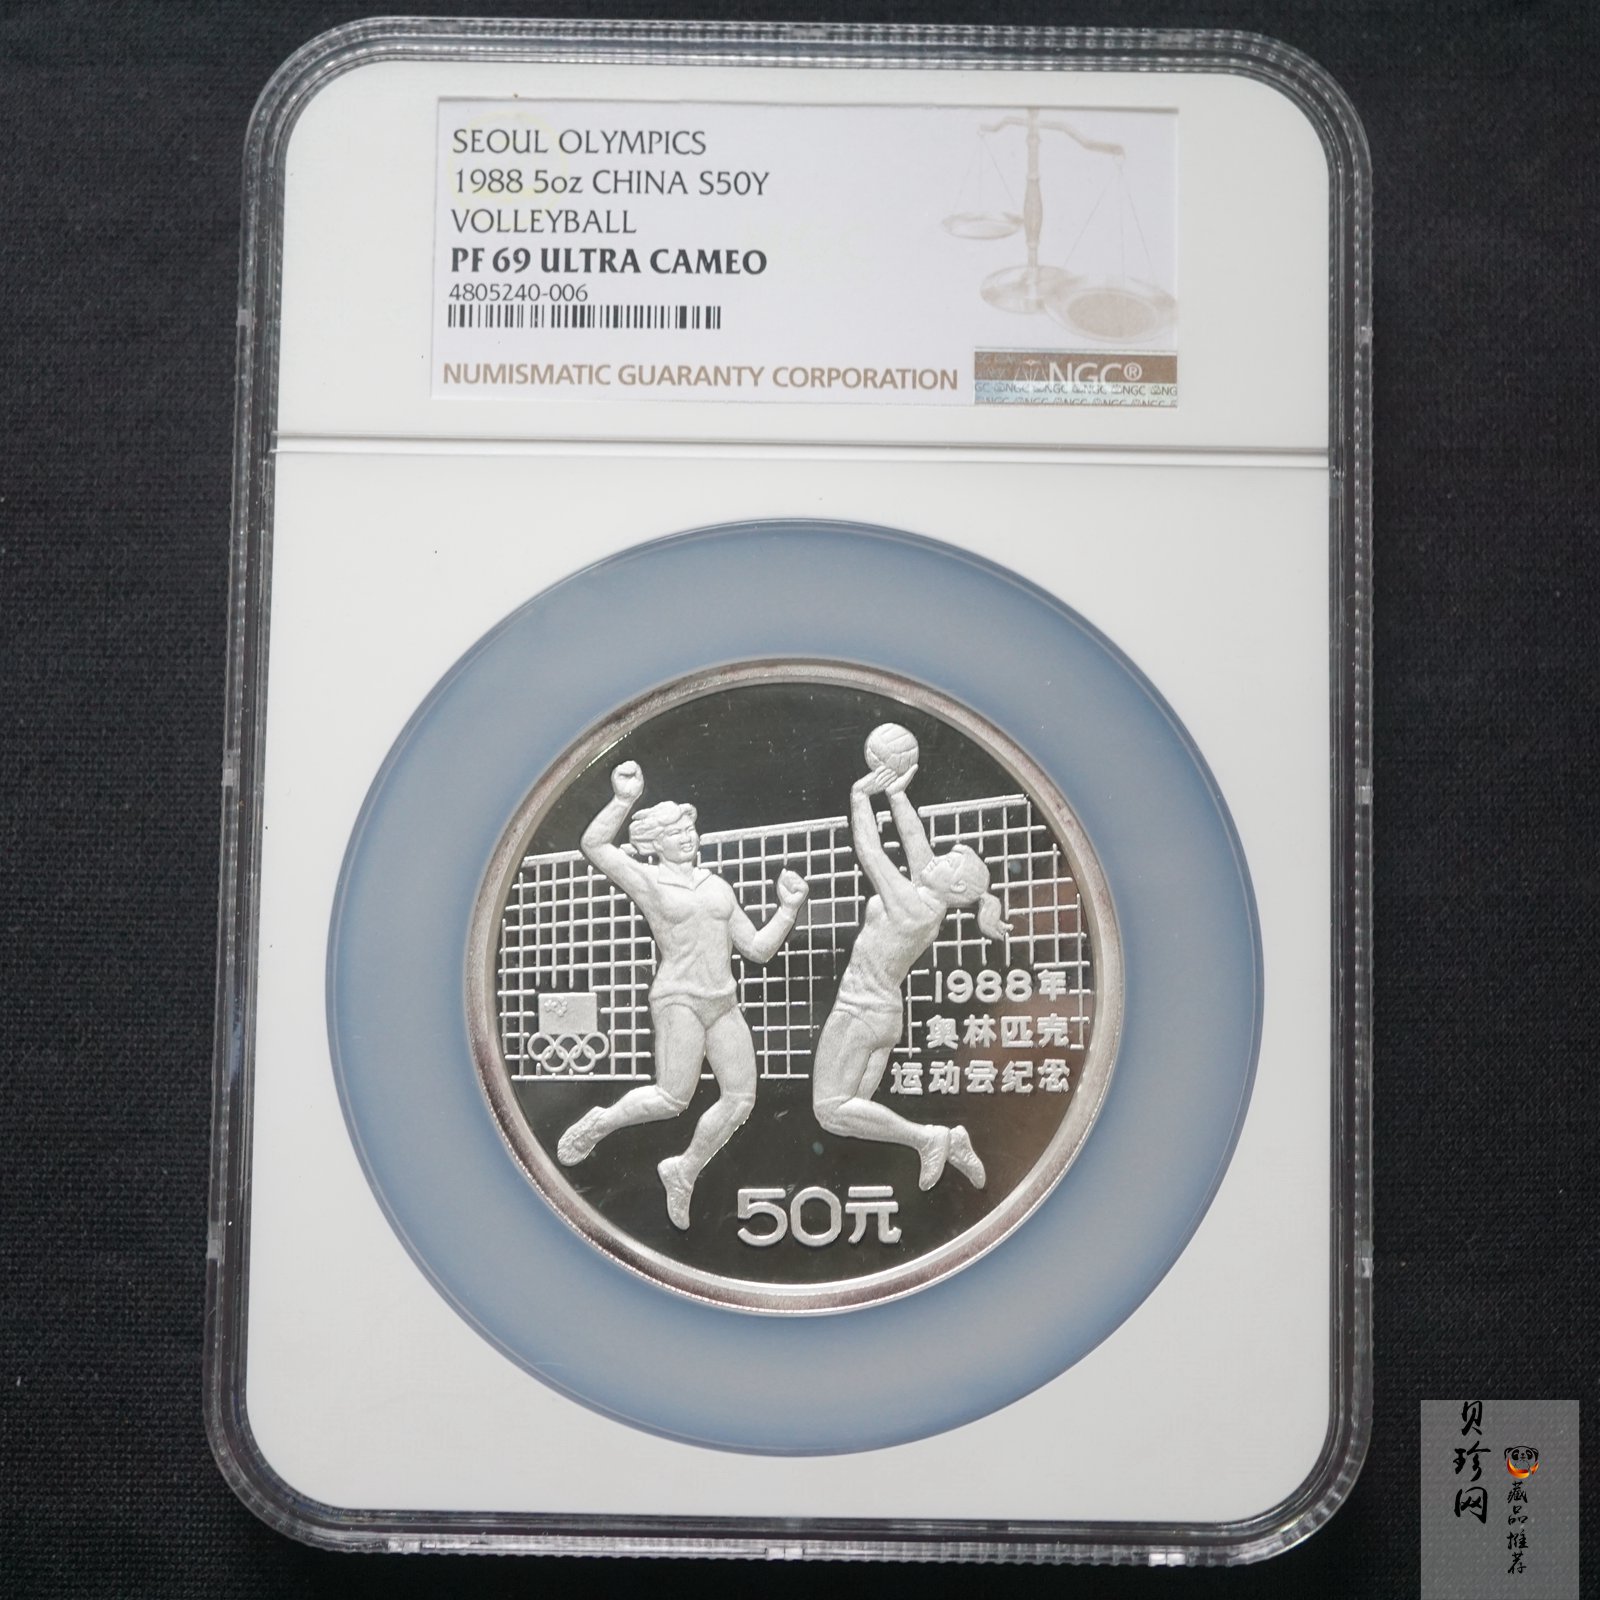 SEOUL OLYMPICS
1988 5oz CHINA S50Y
VOLLEYBALL
PF 69 ULTRA CAMEO
4805240-006
NUMISMATIC GUARANTY CORPORATION
NGC®
1988年
奥林匹克
运动会纪念
50元
贝珍网
藏品推荐